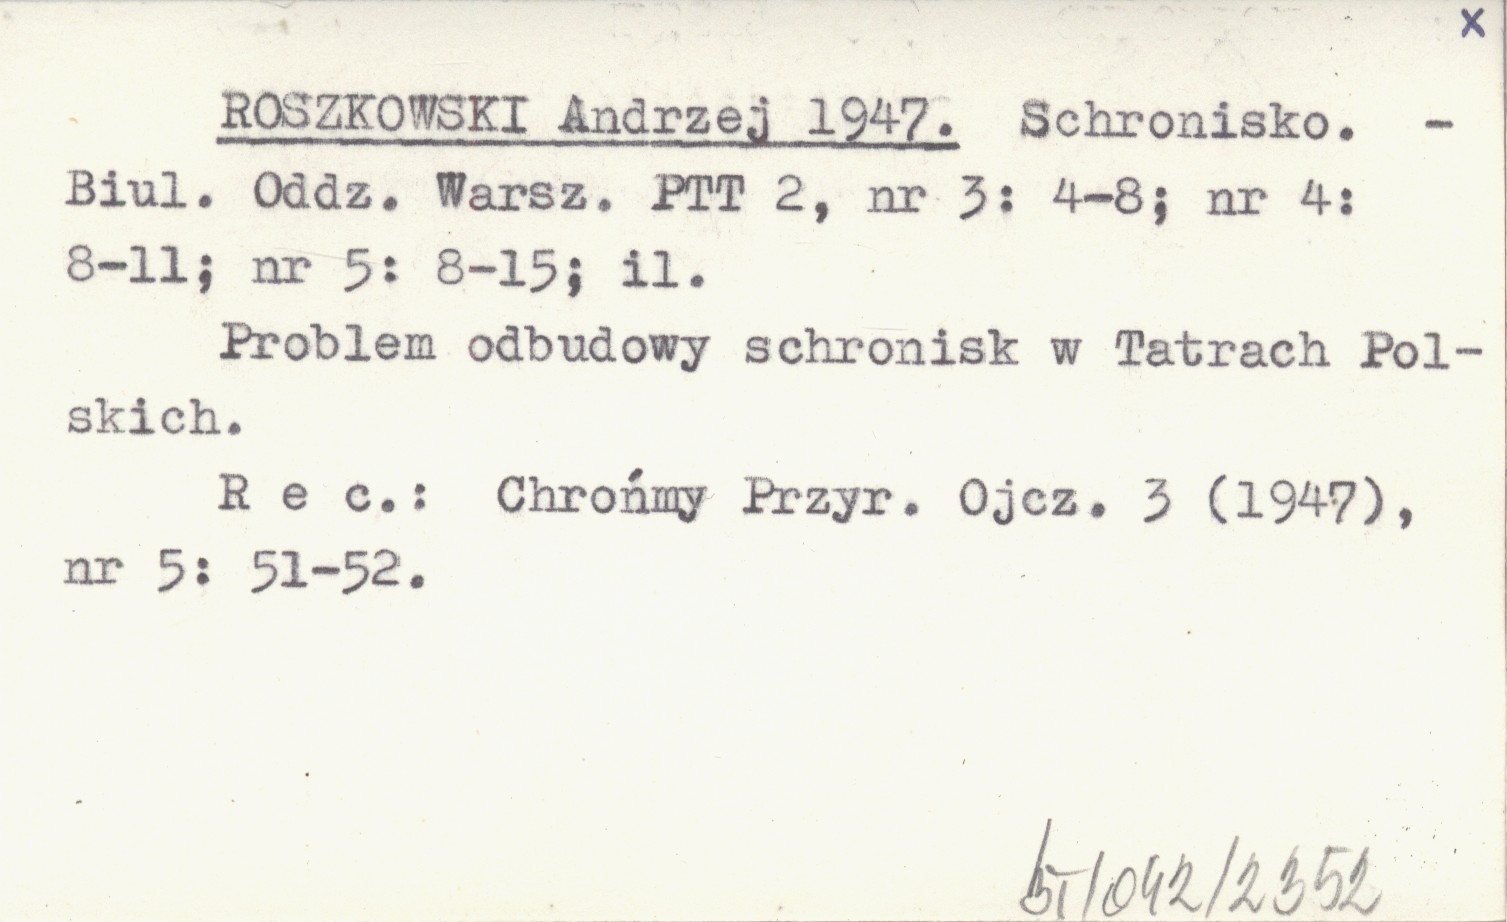 x
ROSZKOWSKI Andrzej 1947. Schronisko. -
Biul. Oddz. Warsz. PTT 2, nr 3: 4-8; nr 4:
8-11; nr 5: 8-15; il.
Problem odbudowy schronisk w Tatrach Pol-
skich.
R e c.: Chrońmy Przyr. Ojcz. 3 (1947),
nr 5: 51-52.
/042/2352